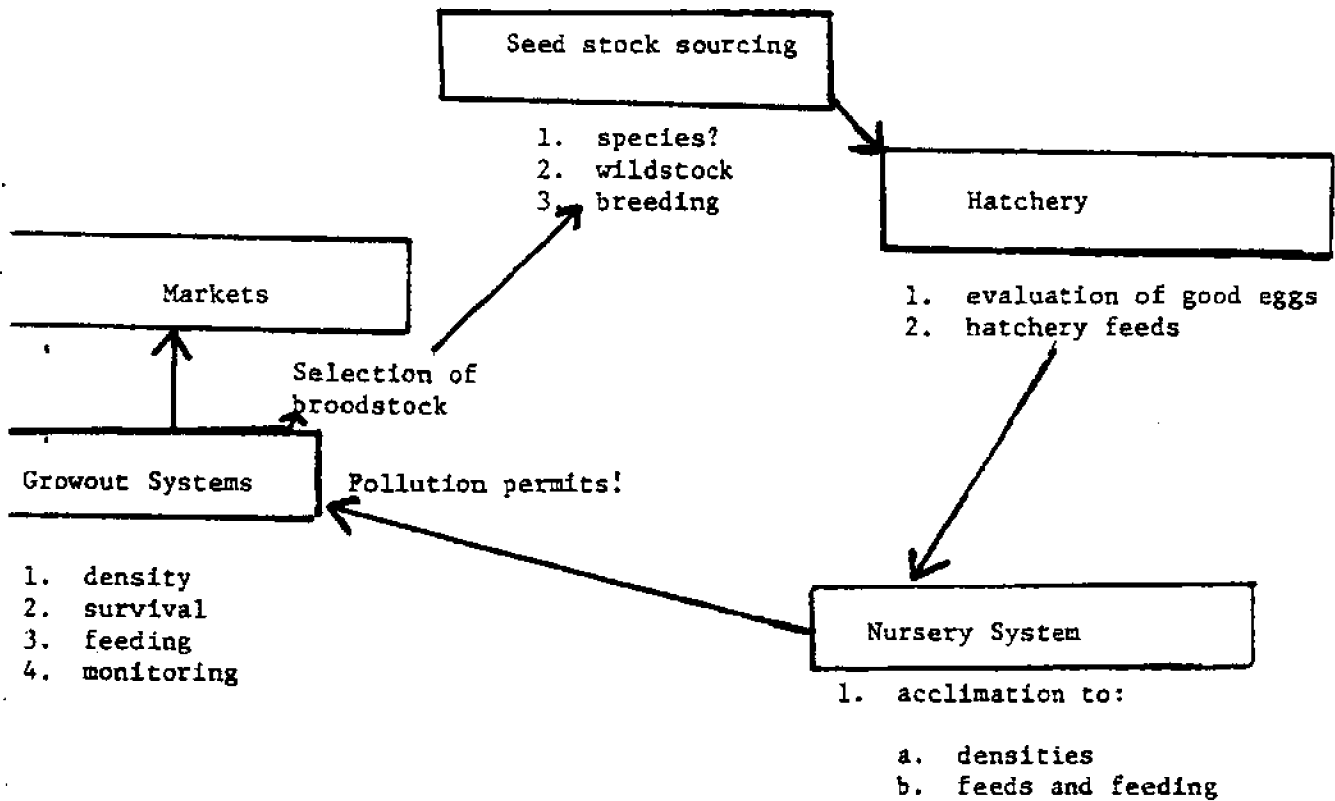 Seed stock sourcing
1. species?
2. wildstock
3. breeding
Hatchery
1. evaluation of good eggs
2. hatchery feeds
Markets
Selection of
broodstock
Growout Systems
Pollution permits!
1. density
2. survival
3. feeding
4. monitoring
Nursery System
1. acclimation to:
a. densities
b. feeds and feeding